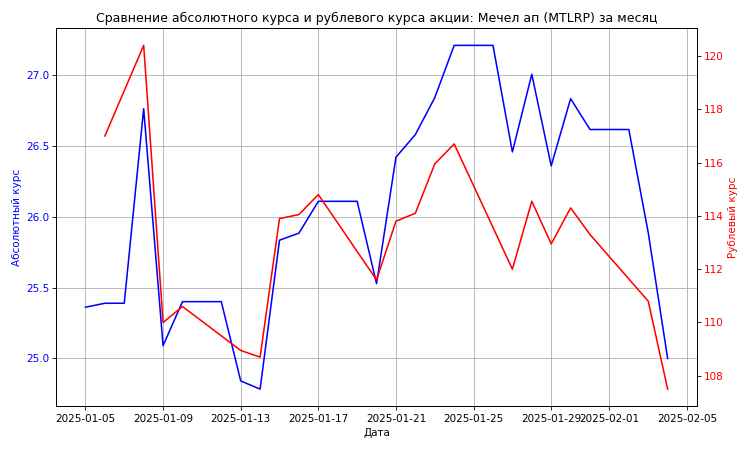 Сравнение абсолютного курса и рублевого курса акции: Мечел ап (MTLRP) за месяц
27.0
26.5
26.0
25.5
25.0
Абсолютный курс
120
118
116
114
112
110
108
Рублевый курс
2025-01-05 2025-01-09 2025-01-13 2025-01-17 2025-01-21 2025-01-25 2025-01-29 2025-02-01 2025-02-05
Дата